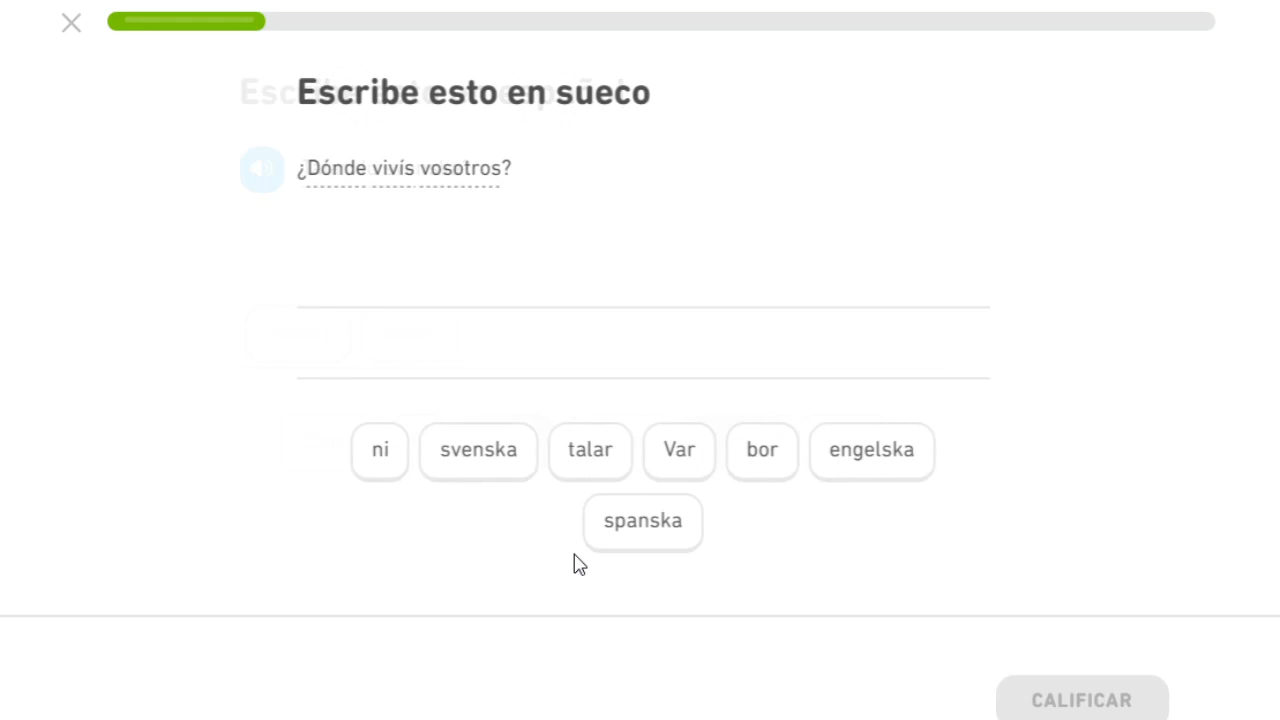 Escribe esto en sueco
¿Dónde vivís vosotros?
ni svenska talar Var bor engelska
spanska
CALIFICAR